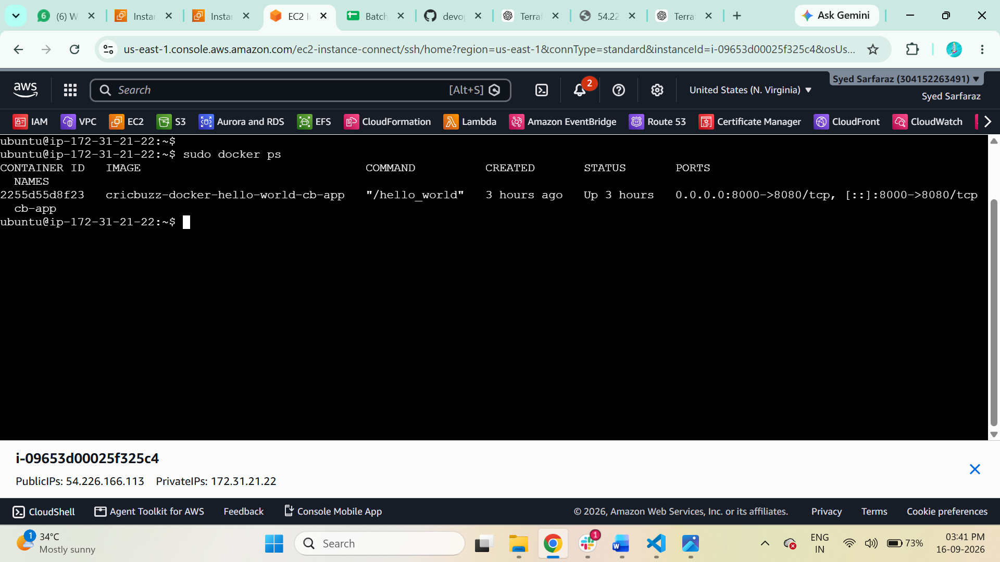 6 (6) W Instan Instan EC2 I Batch devo Terra 54.22 Terra Ask Gemini
us-east-1.console.aws.amazon.com/ec2-instance-connect/ssh/home?region=us-east-1&connType=standard&instanceId=i-09653d00025f325c4&osUs...
aws Search [Alt+S] 2 United States (N. Virginia) Syed Sarfaraz (304152263491)
Syed Sarfaraz
IAM VPC EC2 S3 Aurora and RDS EFS CloudFormation Lambda Amazon EventBridge Route 53 Certificate Manager CloudFront CloudWatch
ubuntu@ip-172-31-21-22:~$
ubuntu@ip-172-31-21-22:~$ sudo docker ps
CONTAINER ID IMAGE COMMAND CREATED STATUS PORTS
NAMES
2255d55d8f23 cricbuzz-docker-hello-world-cb-app "/hello_world" 3 hours ago Up 3 hours 0.0.0.0:8000->8080/tcp, [::]:8000->8080/tcp
cb-app
ubuntu@ip-172-31-21-22:~$
i-09653d00025f325c4
PublicIPs: 54.226.166.113 PrivateIPs: 172.31.21.22
CloudShell Agent Toolkit for AWS Feedback Console Mobile App © 2026, Amazon Web Services, Inc. or its affiliates. Privacy Terms Cookie preferences
1 34°C
Mostly sunny
Search
1
ENG
IN
73%
03:41 PM
16-09-2026